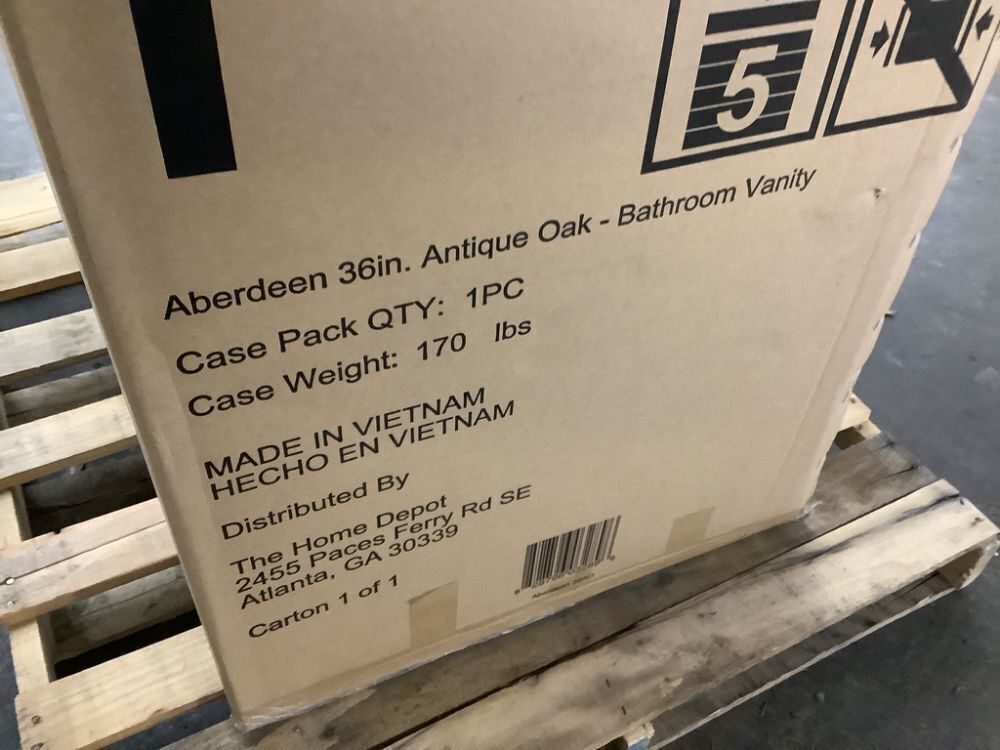 5
Aberdeen 36in. Antique Oak - Bathroom Vanity
Case Pack QTY: 1PC
Case Weight: 170 lbs
MADE IN VIETNAM
HECHO EN VIETNAM
Distributed By
The Home Depot
2455 Paces Ferry Rd SE
Atlanta, GA 30339
Carton 1 of 1